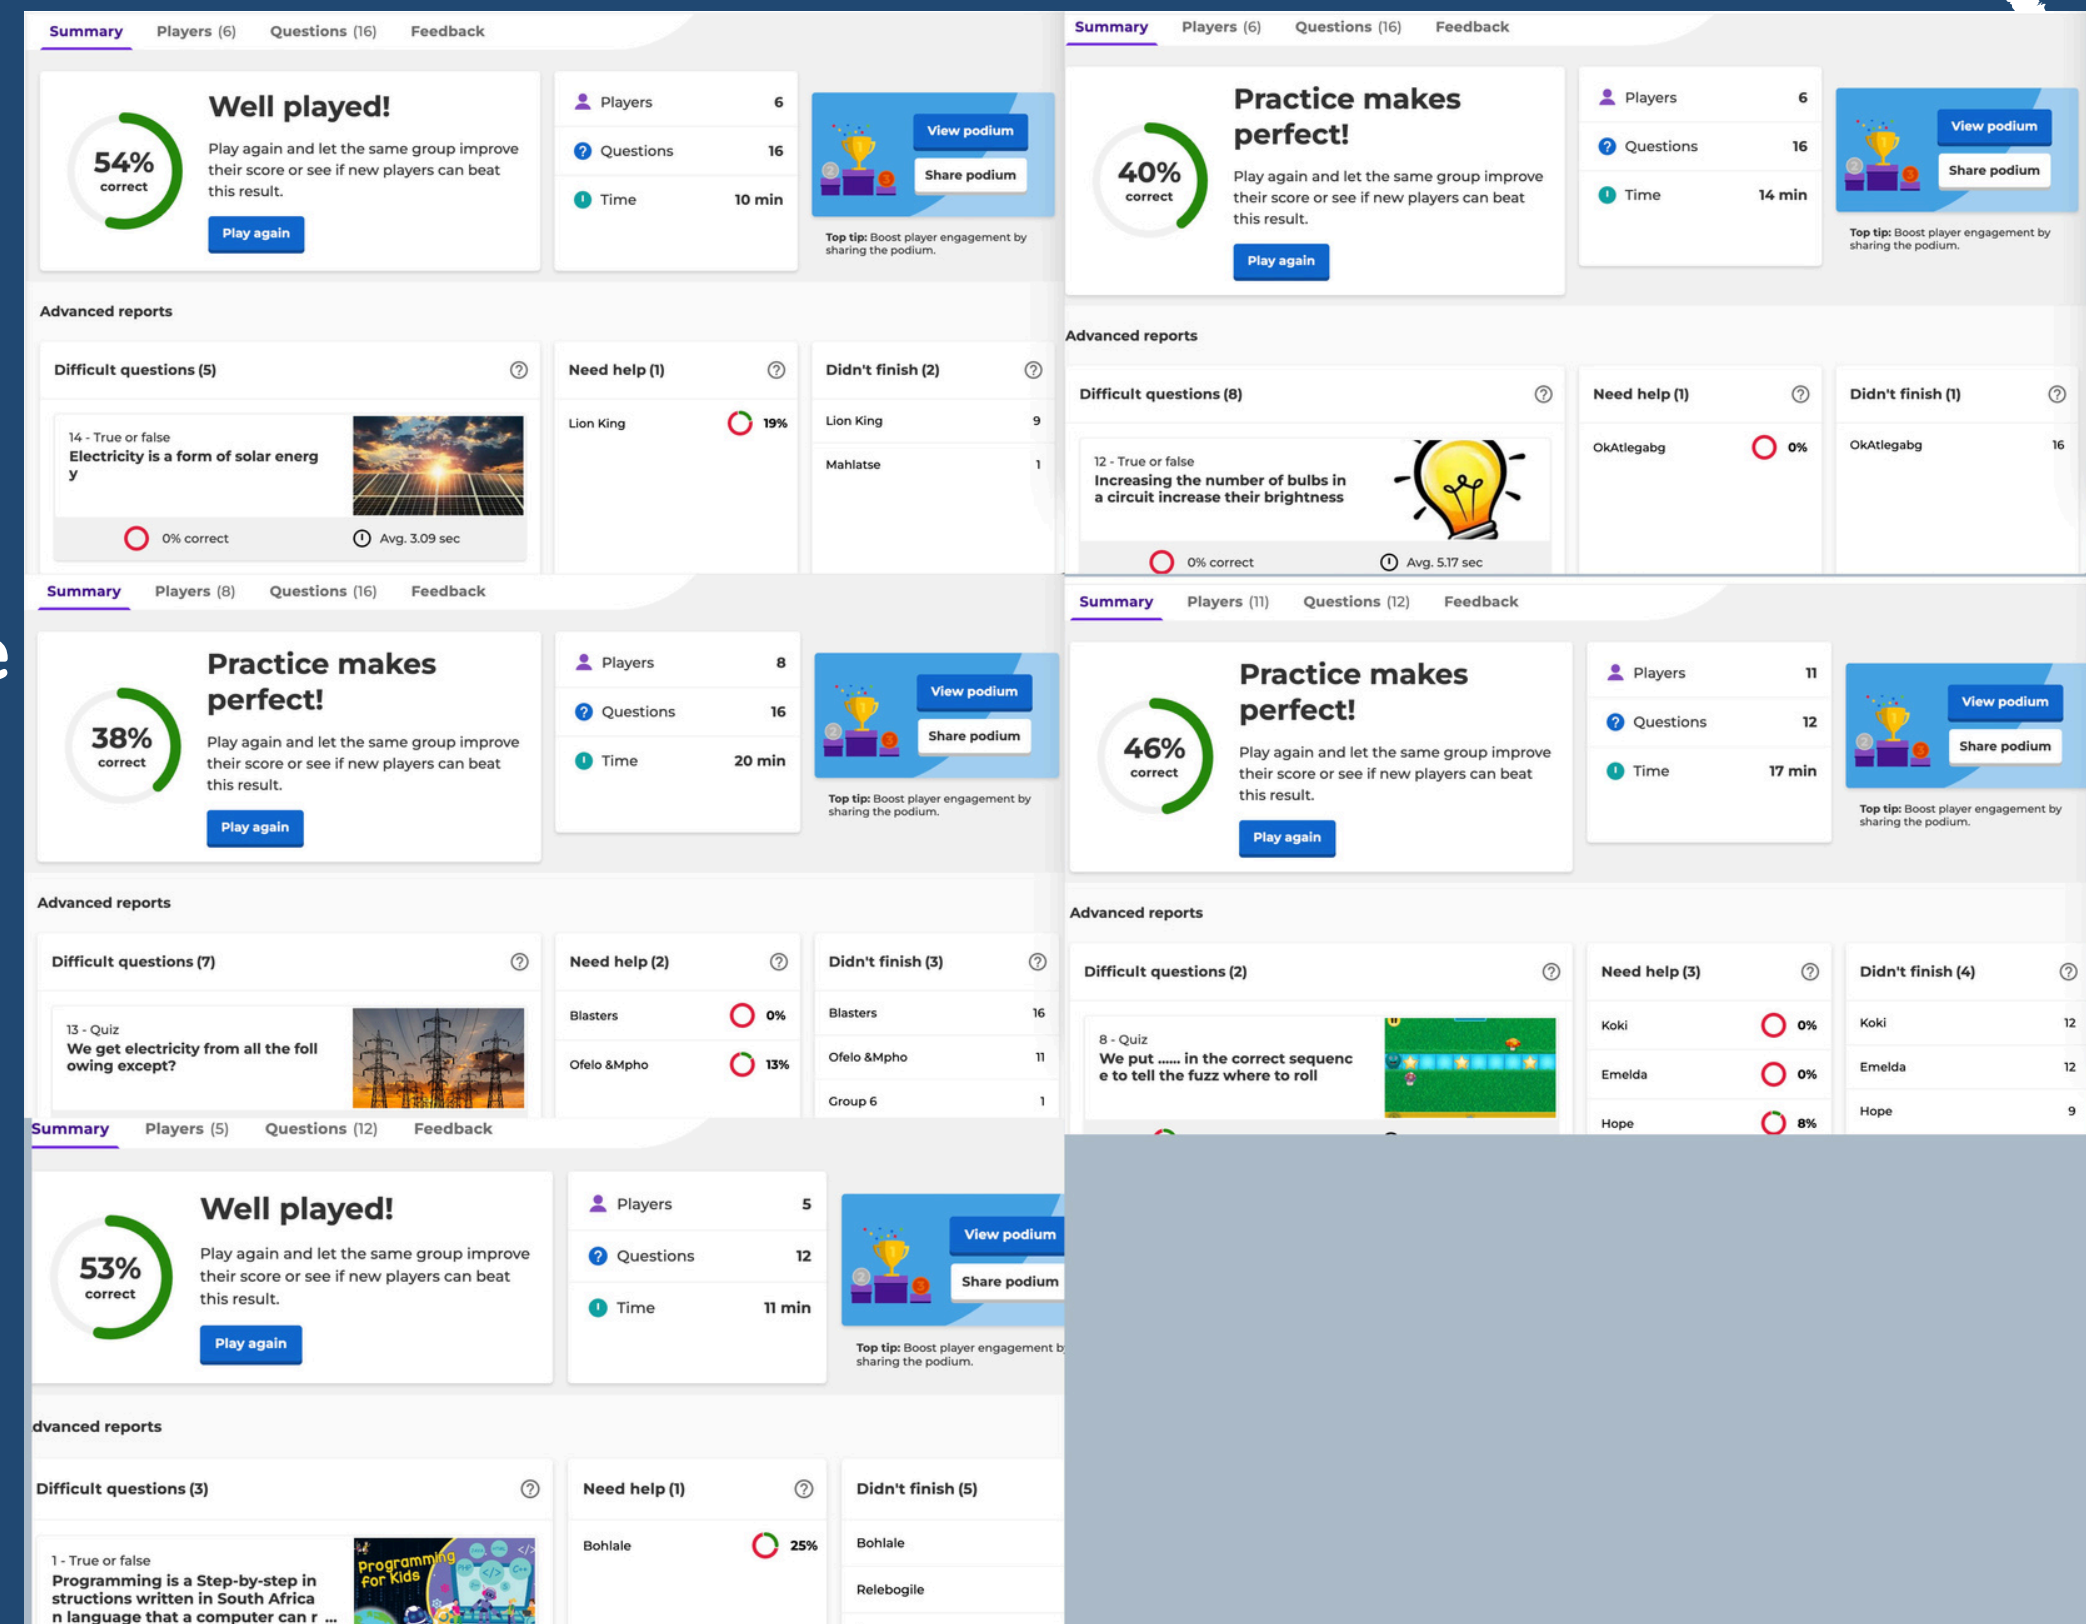 Summary Players (6) Questions (16) Feedback
54%
correct
Well played!
Play again and let the same group improve
their score or see if new players can beat
this result.
Play again
Players 6
Questions 16
Time 10 min
View podium
Share podium
Top tip: Boost player engagement by
sharing the podium.
Advanced reports
Difficult questions (5)
14 - True or false
Electricity is a form of solar energ
y
0% correct Avg. 3.09 sec
Need help (1)
Lion King 19%
Didn't finish (2)
Lion King 9
Mahlatse 1
Summary Players (6) Questions (16) Feedback
40%
correct
Practice makes
perfect!
Play again and let the same group improve
their score or see if new players can beat
this result.
Play again
Players 6
Questions 16
Time 14 min
View podium
Share podium
Top tip: Boost player engagement by
sharing the podium.
Advanced reports
Difficult questions (8)
12 - True or false
Increasing the number of bulbs in
a circuit increase their brightness
0% correct Avg. 5.17 sec
Need help (1)
OkAtlegabg 0%
Didn't finish (1)
OkAtlegabg 16
Summary Players (8) Questions (16) Feedback
38%
correct
Practice makes
perfect!
Play again and let the same group improve
their score or see if new players can beat
this result.
Play again
Players 8
Questions 16
Time 20 min
View podium
Share podium
Top tip: Boost player engagement by
sharing the podium.
Advanced reports
Difficult questions (7)
13 - Quiz
We get electricity from all the foll
owing except?
Need help (2)
Blasters 0%
Ofelo &Mpho 13%
Didn't finish (3)
Blasters 16
Ofelo &Mpho 11
Group 6 1
Summary Players (11) Questions (12) Feedback
46%
correct
Practice makes
perfect!
Play again and let the same group improve
their score or see if new players can beat
this result.
Play again
Players 11
Questions 12
Time 17 min
View podium
Share podium
Top tip: Boost player engagement by
sharing the podium.
Advanced reports
Difficult questions (2)
8 - Quiz
We put ...... in the correct sequenc
e to tell the fuzz where to roll
Need help (3)
Koki 0%
Emelda 0%
Hope 8%
Didn't finish (4)
Koki 12
Emelda 12
Hope 9
Summary Players (5) Questions (12) Feedback
53%
correct
Well played!
Play again and let the same group improve
their score or see if new players can beat
this result.
Play again
Players 5
Questions 12
Time 11 min
View podium
Share podium
Top tip: Boost player engagement b
sharing the podium.
dvanced reports
Difficult questions (3)
1 - True or false
Programming is a Step-by-step in
structions written in South Africa
n language that a computer can r ...
Programming
for Kids
Need help (1)
Bohlale 25%
Didn't finish (5)
Bohlale
Relebogile